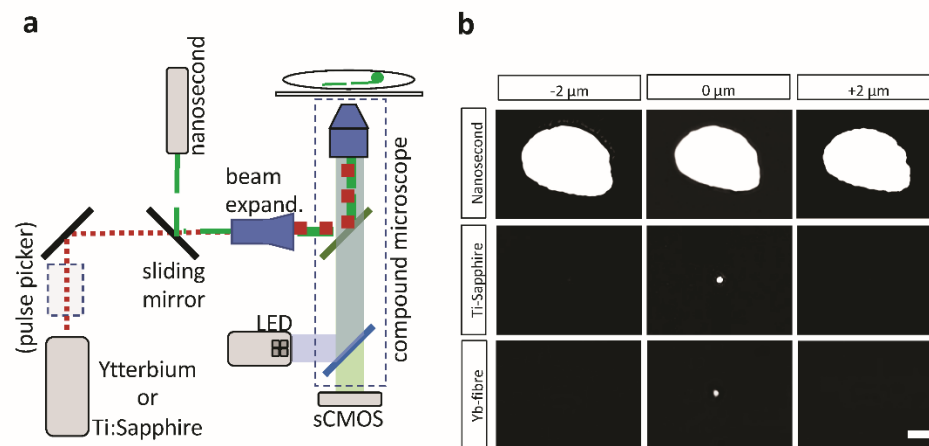 a
nanosecond
beam
expand.
compound microscope
sliding
mirror
(pulse picker)
LED
Ytterbium
or
Ti:Sapphire
sCMOS
b
-2 µm
0 µm
+2 µm
Nanosecond
Ti-Sapphire
Yb-fibre